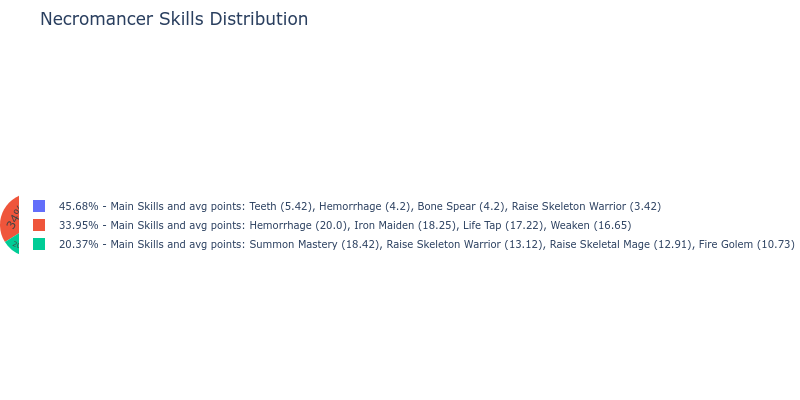 Necromancer Skills Distribution
45.68% - Main Skills and avg points: Teeth (5.42), Hemorrhage (4.2), Bone Spear (4.2), Raise Skeleton Warrior (3.42)
33.95% - Main Skills and avg points: Hemorrhage (20.0), Iron Maiden (18.25), Life Tap (17.22), Weaken (16.65)
20.37% - Main Skills and avg points: Summon Mastery (18.42), Raise Skeleton Warrior (13.12), Raise Skeletal Mage (12.91), Fire Golem (10.73)